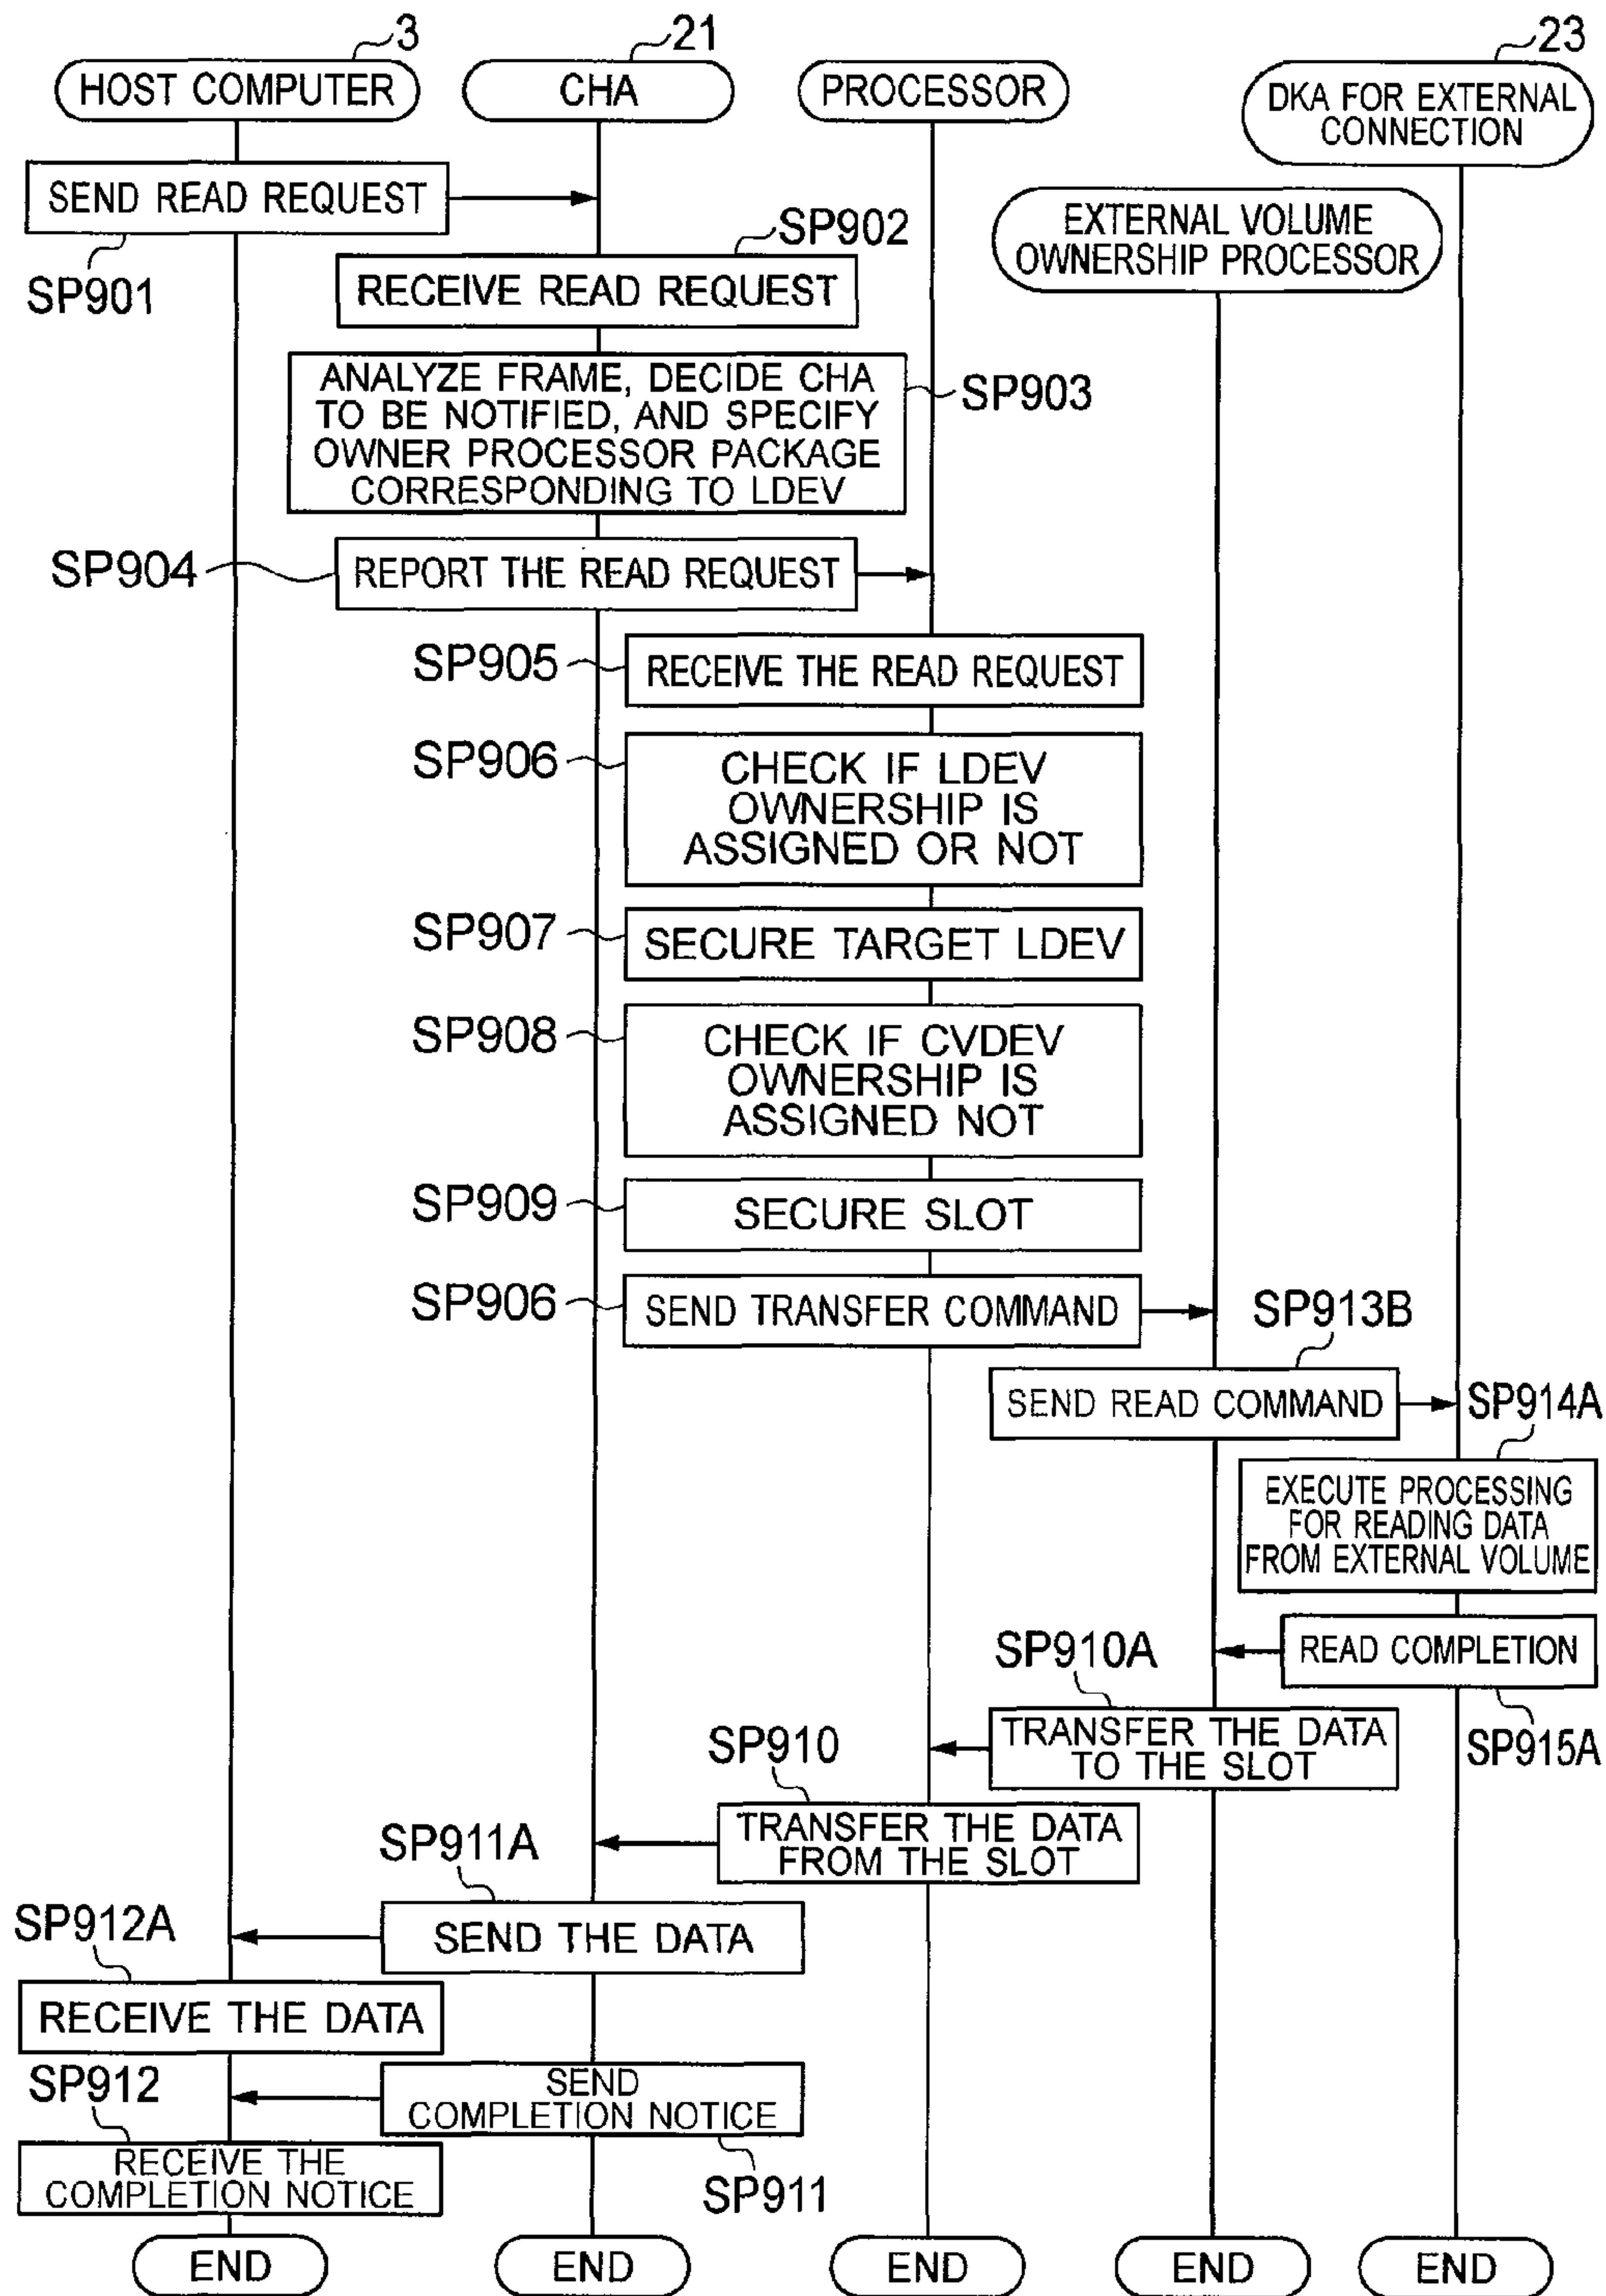 3
21
23
HOST COMPUTER
CHA
PROCESSOR
DKA FOR EXTERNAL
CONNECTION
SEND READ REQUEST
SP901
EXTERNAL VOLUME
OWNERSHIP PROCESSOR
SP902
RECEIVE READ REQUEST
ANALYZE FRAME, DECIDE CHA
TO BE NOTIFIED, AND SPECIFY
OWNER PROCESSOR PACKAGE
CORRESPONDING TO LDEV
SP903
SP904
REPORT THE READ REQUEST
SP905
RECEIVE THE READ REQUEST
SP906
CHECK IF LDEV
OWNERSHIP IS
ASSIGNED OR NOT
SP907
SECURE TARGET LDEV
SP908
CHECK IF CVDEV
OWNERSHIP IS
ASSIGNED NOT
SP909
SECURE SLOT
SP906
SEND TRANSFER COMMAND
SP913B
SEND READ COMMAND
SP914A
EXECUTE PROCESSING
FOR READING DATA
FROM EXTERNAL VOLUME
READ COMPLETION
SP915A
SP910A
TRANSFER THE DATA
TO THE SLOT
SP910
TRANSFER THE DATA
FROM THE SLOT
SP911A
SEND THE DATA
SP912A
RECEIVE THE DATA
SEND
COMPLETION NOTICE
SP911
SP912
RECEIVE THE
COMPLETION NOTICE
END
END
END
END
END